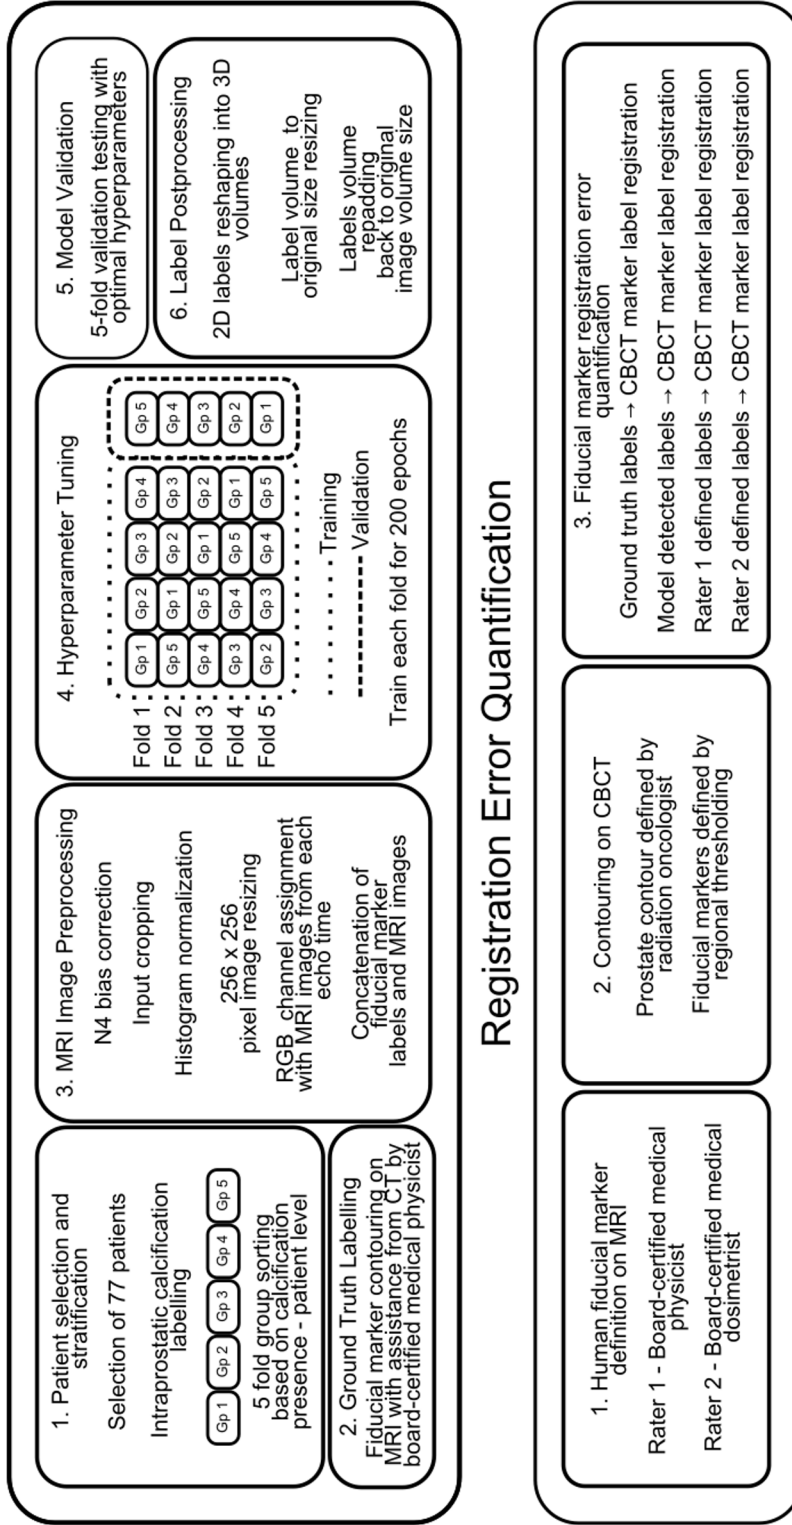 1. Patient selection and
stratification
Selection of 77 patients
Intraprostatic calcification
labelling
Gp 1 Gp 2 Gp 3 Gp 4 Gp 5
5 fold group sorting
based on calcification
presence - patient level
2. Ground Truth Labelling
Fiducial marker contouring on
MRI with assistance from CT by
board-certified medical physicist
3. MRI Image Preprocessing
N4 bias correction
Input cropping
Histogram normalization
256 x 256
pixel image resizing
RGB channel assignment
with MRI images from each
echo time
Concatenation of
fiducial marker
labels and MRI images
4. Hyperparameter Tuning
Fold 1 Gp 1 Gp 2 Gp 3 Gp 4 Gp 5
Fold 2 Gp 5 Gp 1 Gp 2 Gp 3 Gp 4
Fold 3 Gp 4 Gp 5 Gp 1 Gp 2 Gp 3
Fold 4 Gp 3 Gp 4 Gp 5 Gp 1 Gp 2
Fold 5 Gp 2 Gp 3 Gp 4 Gp 5 Gp 1
Training
Validation
Train each fold for 200 epochs
5. Model Validation
5-fold validation testing with
optimal hyperparameters
6. Label Postprocessing
2D labels reshaping into 3D
volumes
Label volume to
original size resizing
Labels volume
repadding
back to original
image volume size
Registration Error Quantification
1. Human fiducial marker
definition on MRI
Rater 1 - Board-certified medical
physicist
Rater 2 - Board-certified medical
dosimetrist
2. Contouring on CBCT
Prostate contour defined by
radiation oncologist
Fiducial markers defined by
regional thresholding
3. Fiducial marker registration error
quantification
Ground truth labels → CBCT marker label registration
Model detected labels → CBCT marker label registration
Rater 1 defined labels → CBCT marker label registration
Rater 2 defined labels → CBCT marker label registration